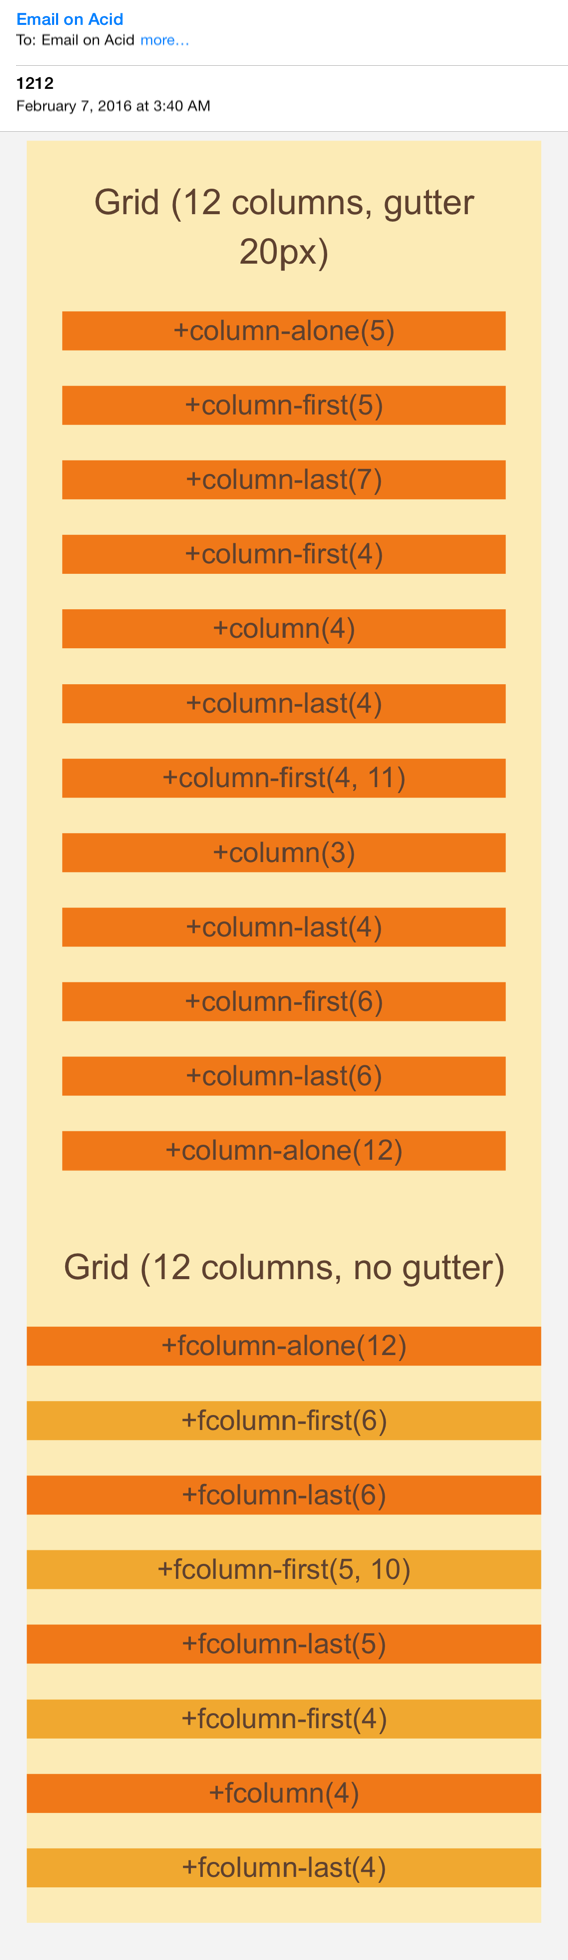 Email on Acid
To: Email on Acid more...
1212
February 7, 2016 at 3:40 AM
Grid (12 columns, gutter
20px)
+column-alone(5)
+column-first(5)
+column-last(7)
+column-first(4)
+column(4)
+column-last(4)
+column-first(4, 11)
+column(3)
+column-last(4)
+column-first(6)
+column-last(6)
+column-alone(12)
Grid (12 columns, no gutter)
+fcolumn-alone(12)
+fcolumn-first(6)
+fcolumn-last(6)
+fcolumn-first(5, 10)
+fcolumn-last(5)
+fcolumn-first(4)
+fcolumn(4)
+fcolumn-last(4)